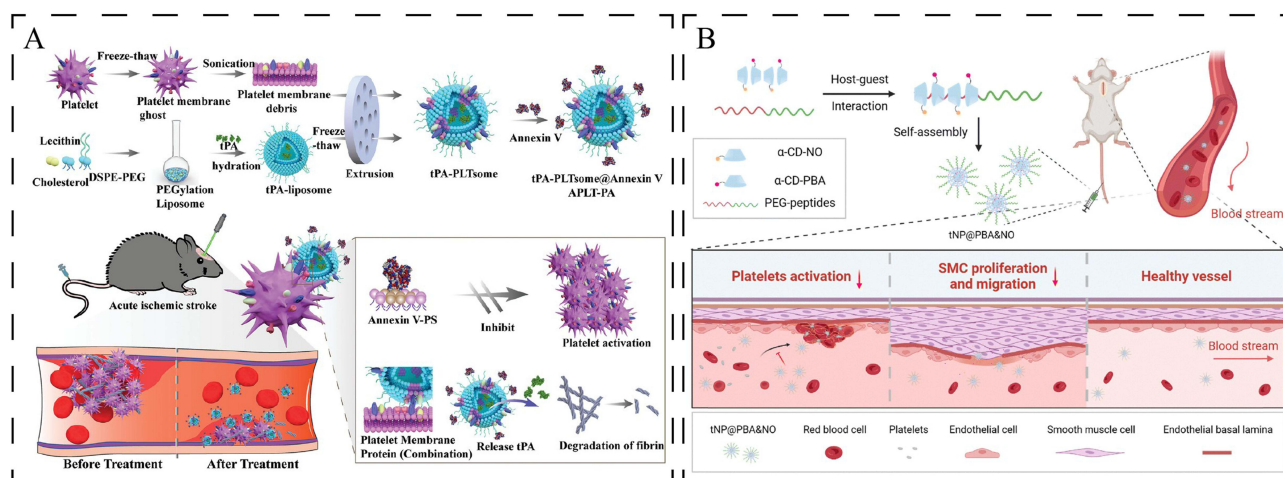 A
Freeze-thaw
Sonication
Platelet
Platelet membrane
ghost
Platelet membrane
debris
Lecithin
Cholesterol
DSPE-PEG
PEGylation
Liposome
tPA
hydration
tPA-liposome
Freeze
-thaw
Extrusion
tPA-PLTsome
Annexin V
tPA-PLTsome@Annexin V
APLT-PA
Acute ischemic stroke
Annexin V-PS
Inhibit
Platelet activation
Platelet Membrane
Protein (Combination)
Release tPA
Degradation of fibrin
Before Treatment
After Treatment
B
Host-guest
Interaction
Self-assembly
α-CD-NO
α-CD-PBA
PEG-peptides
tNP@PBA&NO
Blood stream
Platelets activation
SMC proliferation
and migration
Healthy vessel
Blood stream
tNP@PBA&NO
Red blood cell
Platelets
Endothelial cell
Smooth muscle cell
Endothelial basal lamina